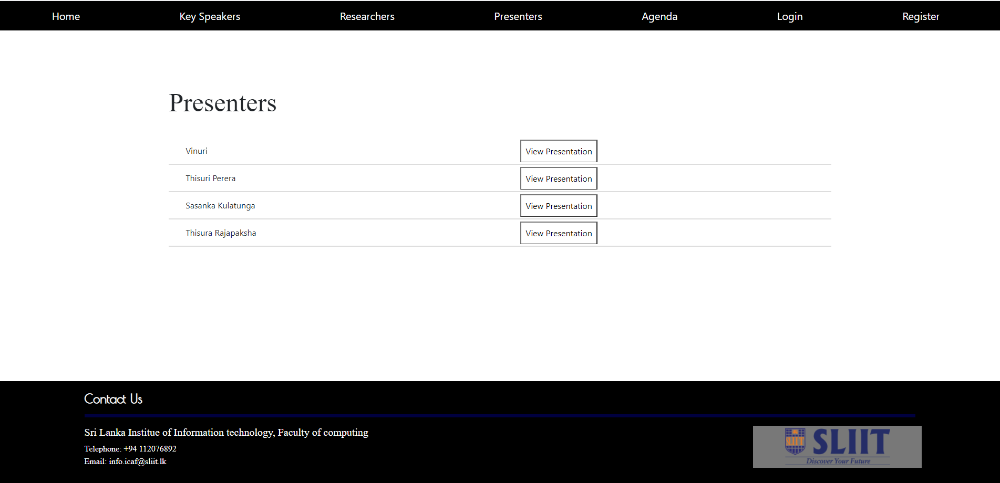 Home Key Speakers Researchers Presenters Agenda Login Register
Presenters
Vinuri View Presentation
Thisuri Perera View Presentation
Sasanka Kulatunga View Presentation
Thisura Rajapaksha View Presentation
Contact Us
Sri Lanka Institue of Information technology, Faculty of computing
Telephone: +94 112076892
Email: info.icaf@sliit.lk
SLIIT SLIIT
Discover Your Future